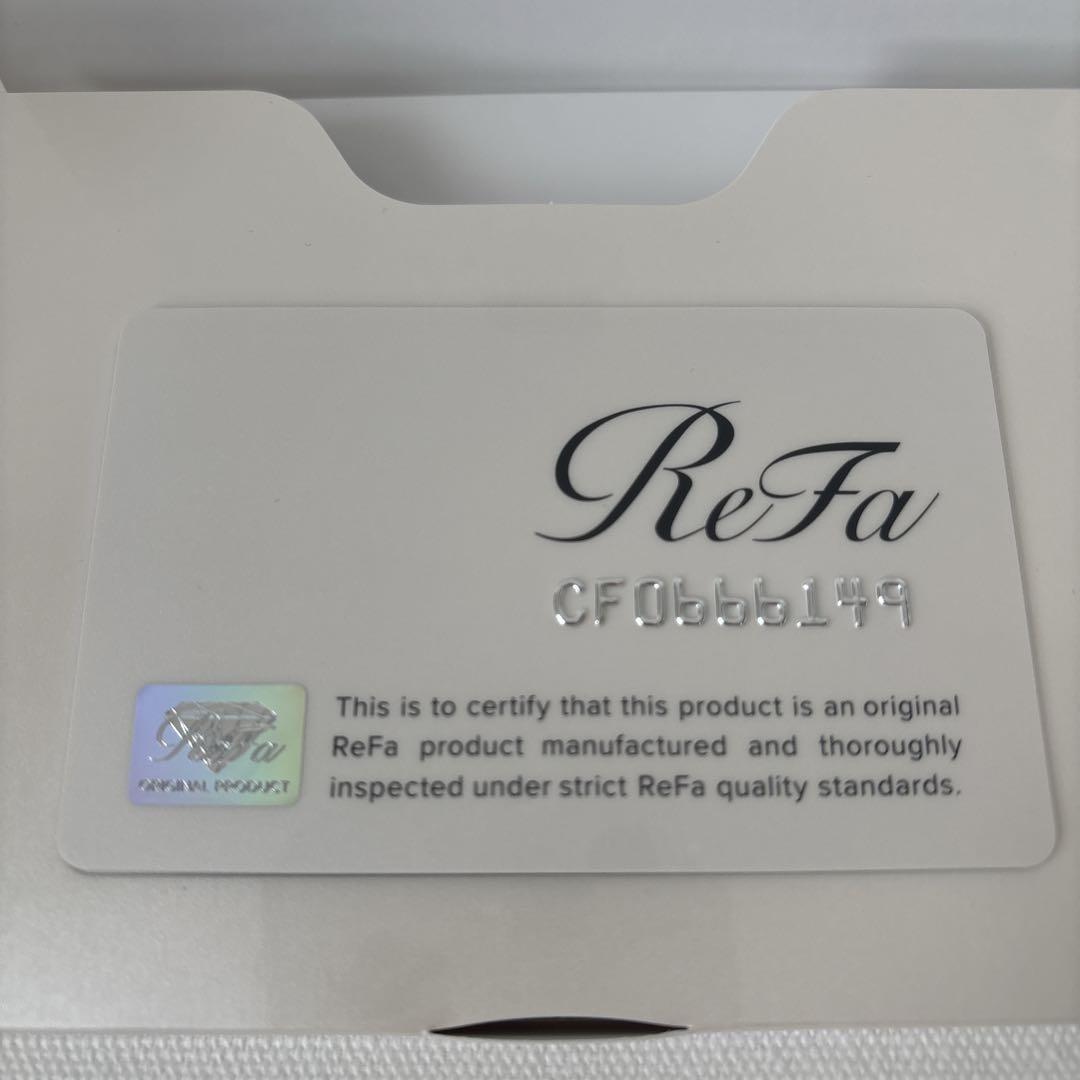 ReFa
CF0666149
ReFa
ORIGINAL PRODUCT
This is to certify that this product is an original
ReFa product manufactured and thoroughly
inspected under strict ReFa quality standards.